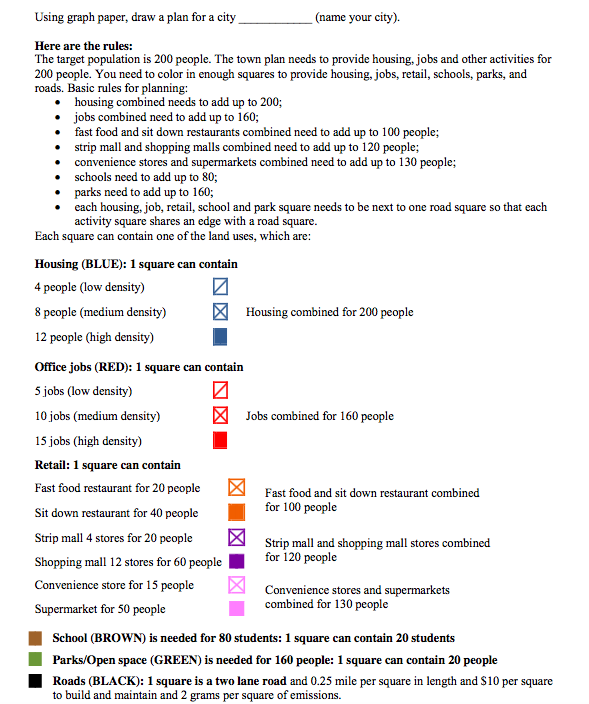 Using graph paper, draw a plan for a city ____________ (name your city).
Here are the rules:
The target population is 200 people. The town plan needs to provide housing, jobs and other activities for
200 people. You need to color in enough squares to provide housing, jobs, retail, schools, parks, and
roads. Basic rules for planning:
• housing combined needs to add up to 200;
• jobs combined need to add up to 160;
• fast food and sit down restaurants combined need to add up to 100 people;
• strip mall and shopping malls combined need to add up to 120 people;
• convenience stores and supermarkets combined need to add up to 130 people;
• schools need to add up to 80;
• parks need to add up to 160;
• each housing, job, retail, school and park square needs to be next to one road square so that each
activity square shares an edge with a road square.
Each square can contain one of the land uses, which are:
Housing (BLUE): 1 square can contain
4 people (low density)
8 people (medium density) Housing combined for 200 people
12 people (high density)
Office jobs (RED): 1 square can contain
5 jobs (low density)
10 jobs (medium density) Jobs combined for 160 people
15 jobs (high density)
Retail: 1 square can contain
Fast food restaurant for 20 people
Sit down restaurant for 40 people
Fast food and sit down restaurant combined
for 100 people
Strip mall 4 stores for 20 people
Shopping mall 12 stores for 60 people
Strip mall and shopping mall stores combined
for 120 people
Convenience store for 15 people
Supermarket for 50 people
Convenience stores and supermarkets
combined for 130 people
School (BROWN) is needed for 80 students: 1 square can contain 20 students
Parks/Open space (GREEN) is needed for 160 people: 1 square can contain 20 people
Roads (BLACK): 1 square is a two lane road and 0.25 mile per square in length and $10 per square
to build and maintain and 2 grams per square of emissions.